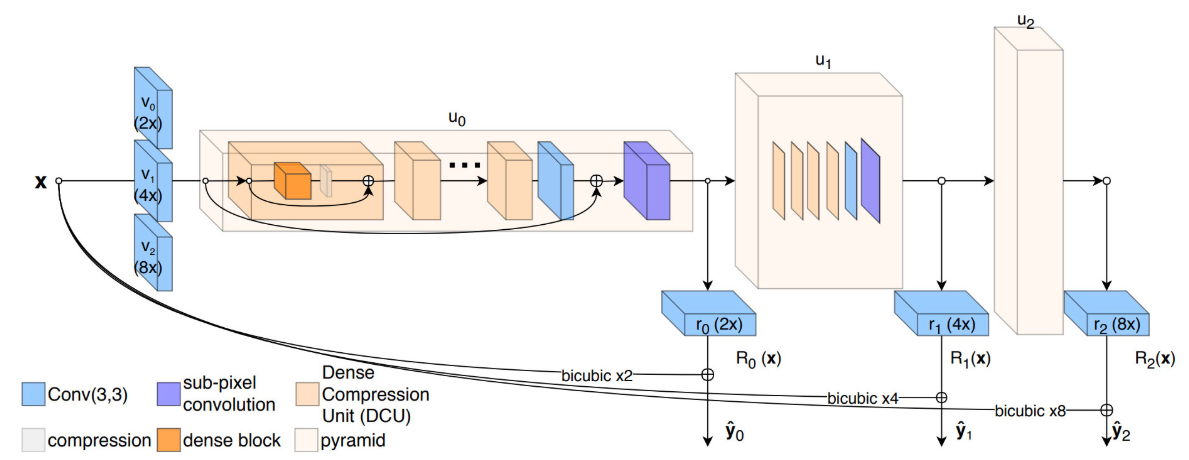 x
v0
(2x)
v1
(4x)
v2
(8x)
u0
...
u1
u2
r0 (2x)
r1 (4x)
r2 (8x)
R0 (x)
R1(x)
R2(x)
bicubic x2
bicubic x4
bicubic x8
ŷ0
ŷ1
ŷ2
Conv(3,3)
sub-pixel
convolution
Dense
Compression
Unit (DCU)
compression
dense block
pyramid